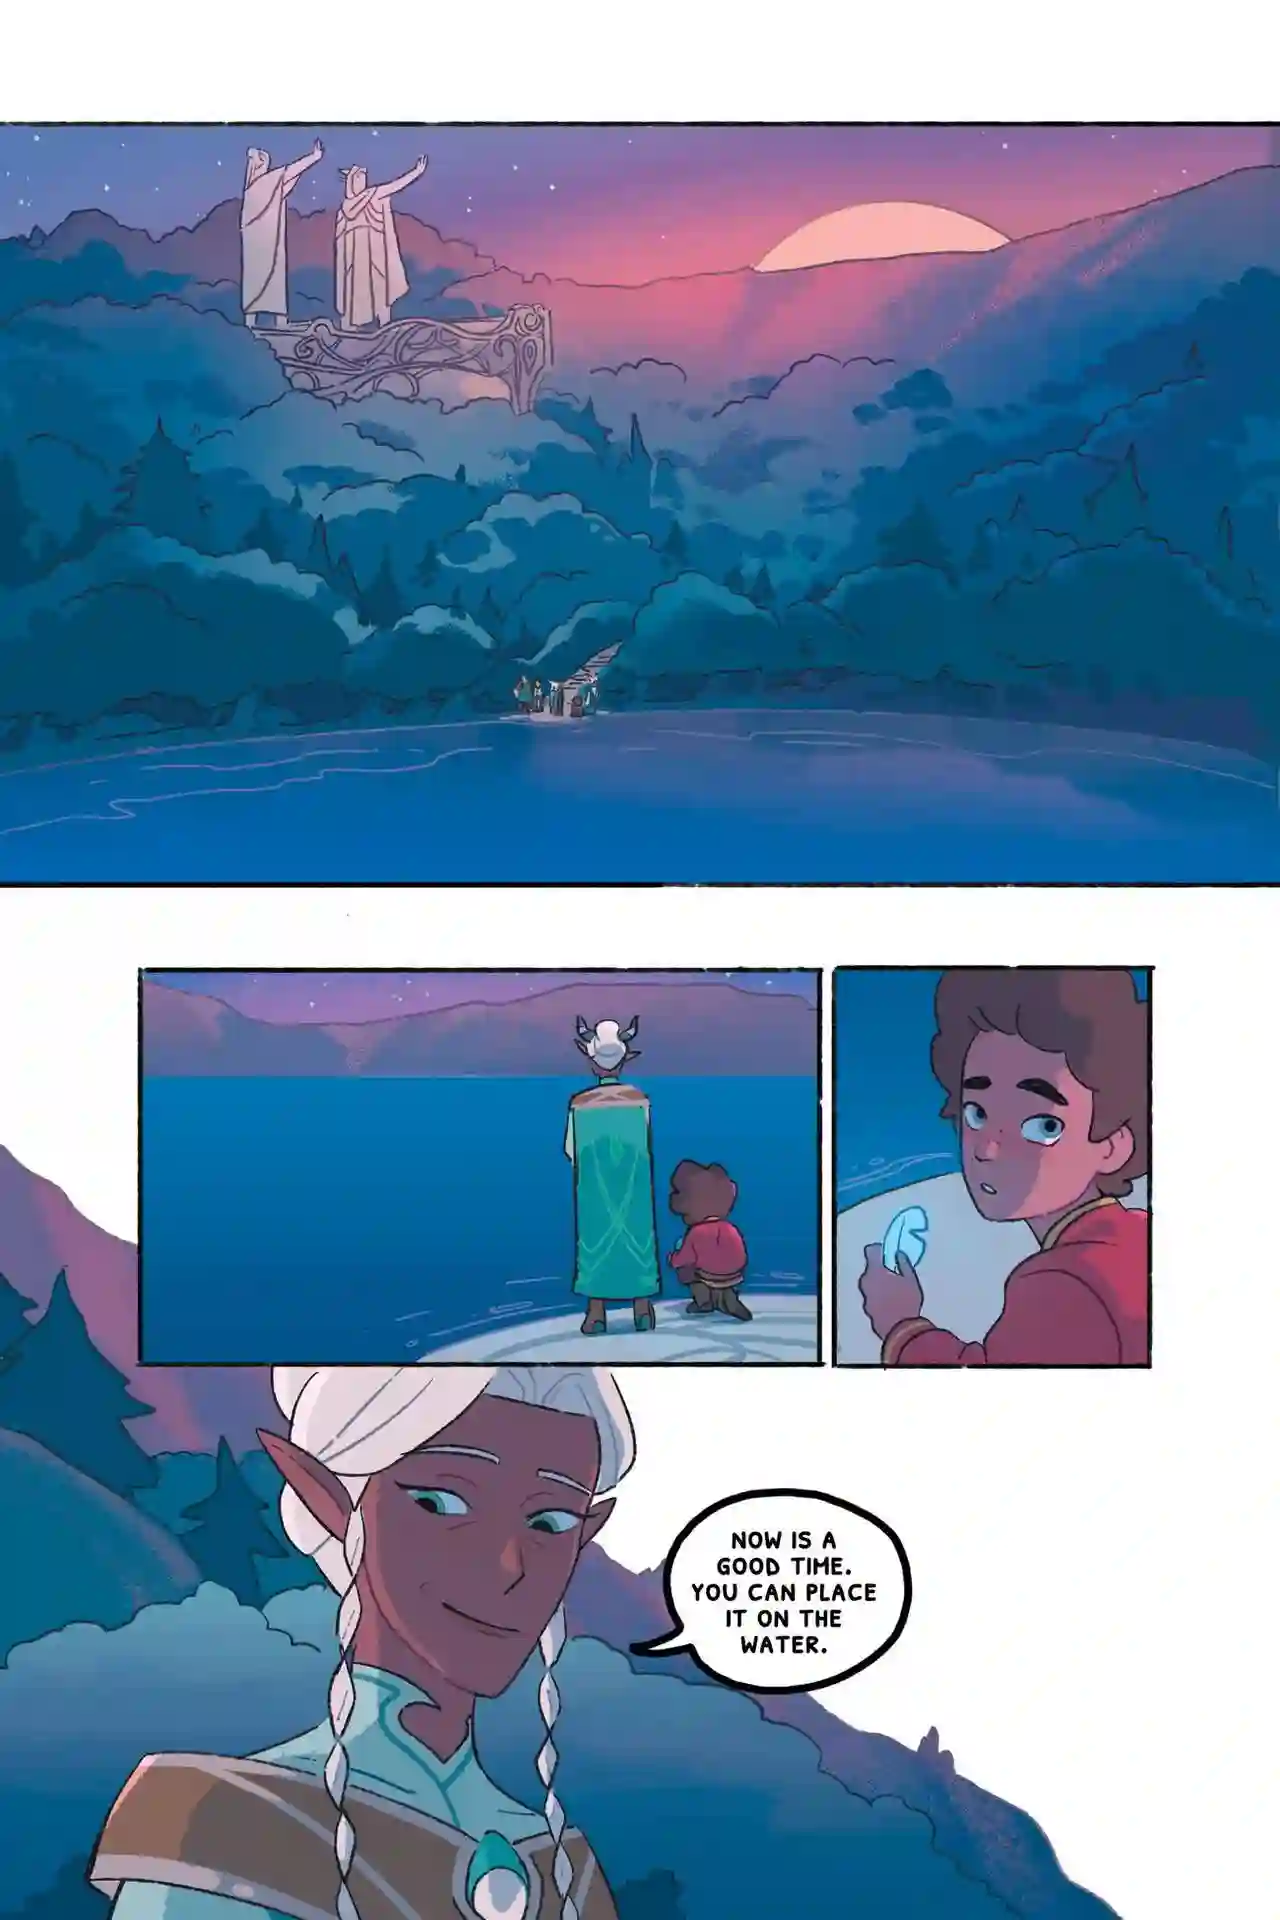 NOW IS A
GOOD TIME.
YOU CAN PLACE
IT ON THE
WATER.